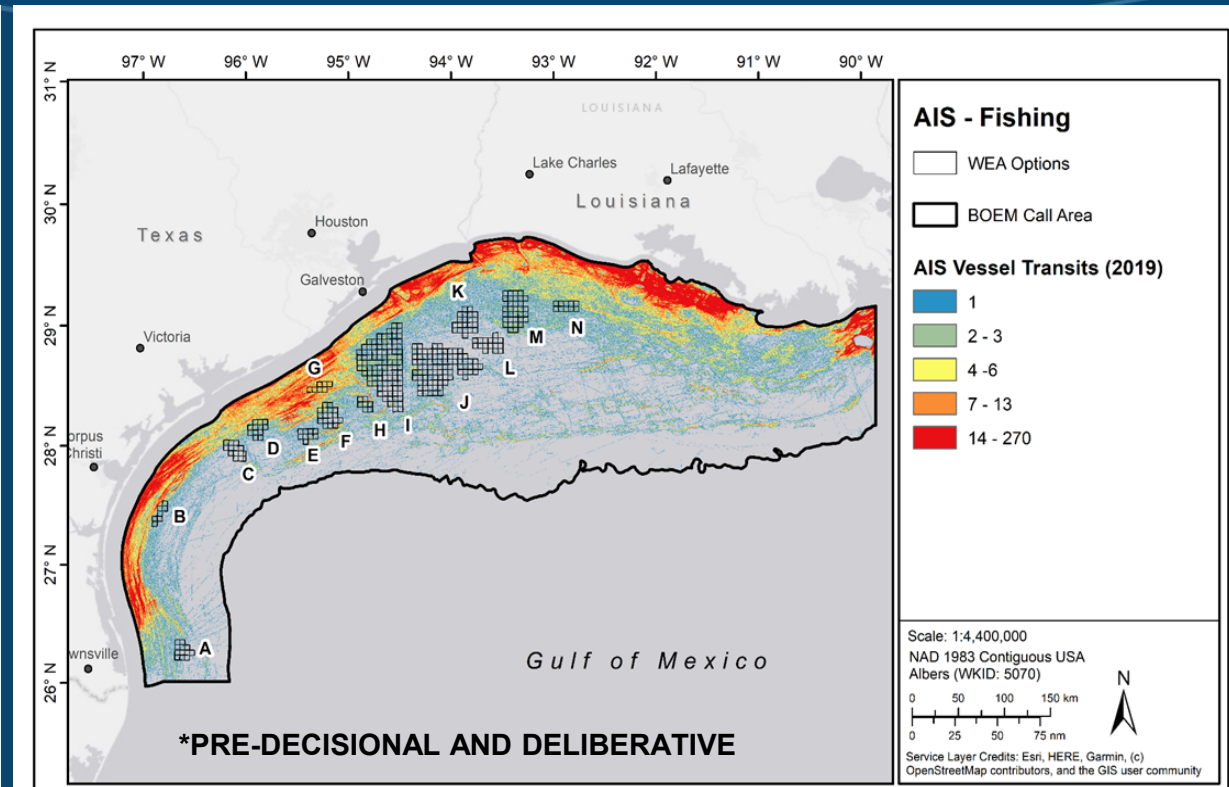 97° W 96° W 95° W 94° W 93° W 92° W 91° W 90° W
31° N
30° N
29° N
28° N
27° N
26° N
LOUISIANA
Lake Charles
Lafayette
Louisiana
Houston
Texas
Galveston
Victoria
orpus
Christi
wnsville
K
M
N
G
L
J
I
H
F
E
D
C
B
A
Gulf of Mexico
*PRE-DECISIONAL AND DELIBERATIVE
AIS - Fishing
WEA Options
BOEM Call Area
AIS Vessel Transits (2019)
1
2 - 3
4 -6
7 - 13
14 - 270
Scale: 1:4,400,000
NAD 1983 Contiguous USA
Albers (WKID: 5070)
N
0 50 100 150 km
0 25 50 75 nm
Service Layer Credits: Esri, HERE, Garmin, (c)
OpenStreetMap contributors, and the GIS user community